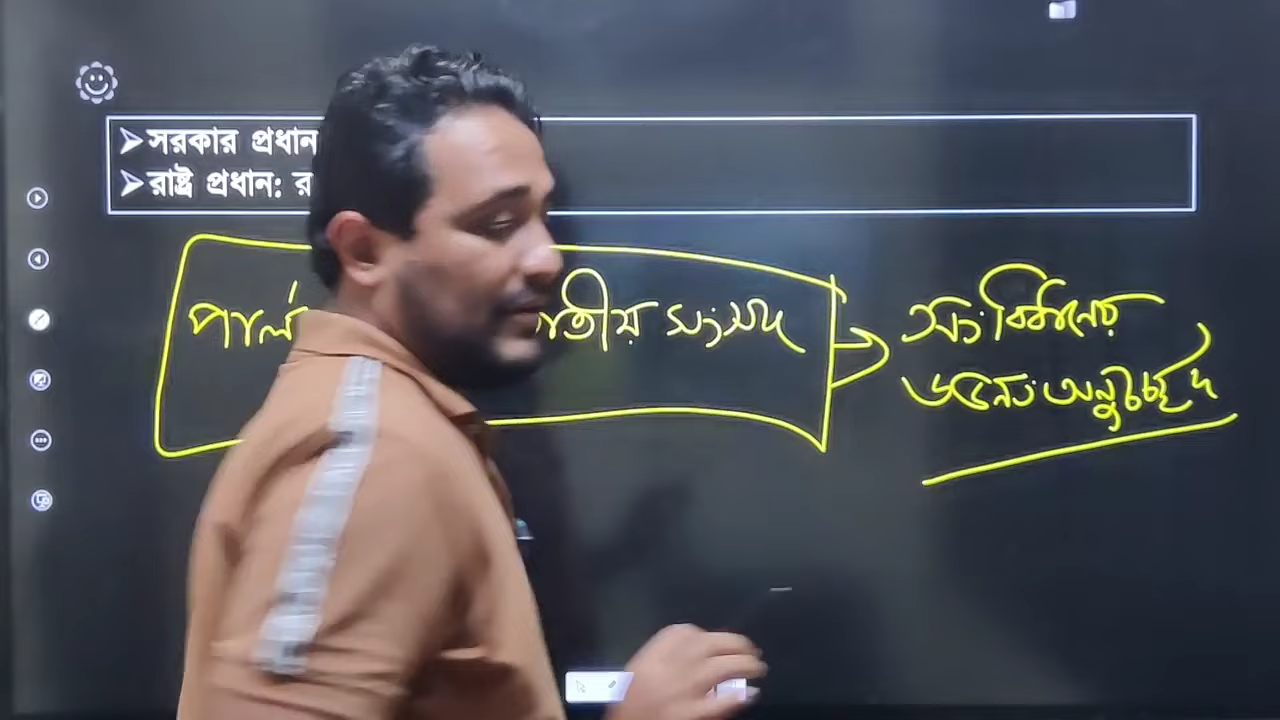 ➢সরকার প্রধান
➢রাষ্ট্র প্রধান: রা
পার্ল
জাতীয় সংসদ
সংবিধানের
৬৫নং অনুচ্ছেদ